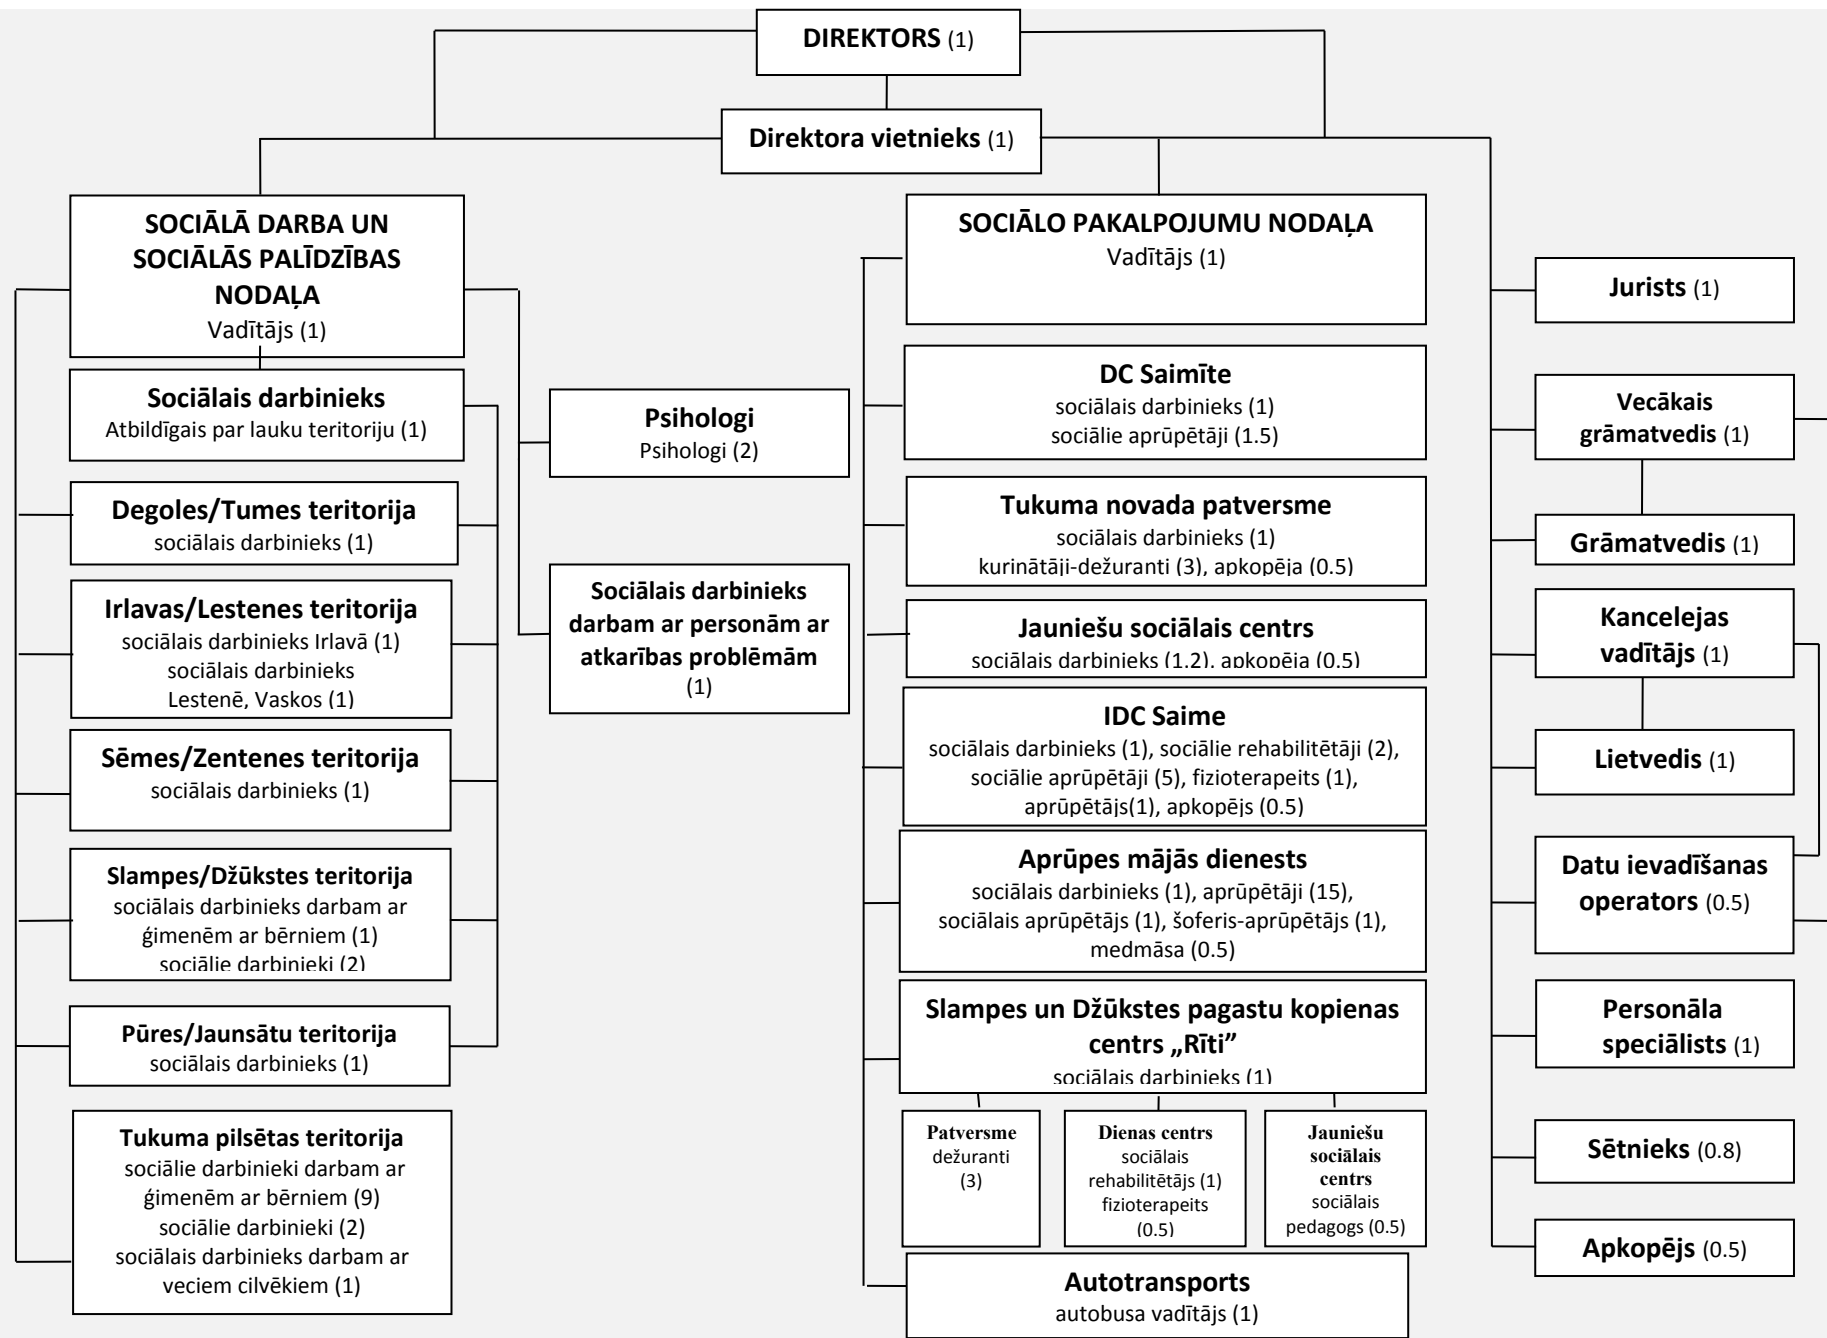 DIREKTORS (1)
Direktora vietnieks (1)
SOCIĀLĀ DARBA UN
SOCIĀLĀS PALĪDZĪBAS
NODAĻA
Vadītājs (1)
Sociālais darbinieks
Atbildīgais par lauku teritoriju (1)
Degoles/Tumes teritorija
sociālais darbinieks (1)
Irlavas/Lestenes teritorija
sociālais darbinieks Irlavā (1)
sociālais darbinieks
Lestenē, Vaskos (1)
Sēmes/Zentenes teritorija
sociālais darbinieks (1)
Slampes/Džūkstes teritorija
sociālais darbinieks darbam ar
ģimenēm ar bērniem (1)
sociālie darbinieki (2)
Pūres/Jaunsātu teritorija
sociālais darbinieks (1)
Tukuma pilsētas teritorija
sociālie darbinieki darbam ar
ģimenēm ar bērniem (9)
sociālie darbinieki (2)
sociālais darbinieks darbam ar
veciem cilvēkiem (1)
Psihologi
Psihologi (2)
Sociālais darbinieks
darbam ar personām ar
atkarības problēmām
(1)
SOCIĀLO PAKALPOJUMU NODAĻA
Vadītājs (1)
DC Saimīte
sociālais darbinieks (1)
sociālie aprūpētāji (1.5)
Tukuma novada patversme
sociālais darbinieks (1)
kurinātāji-dežuranti (3), apkopēja (0.5)
Jauniešu sociālais centrs
sociālais darbinieks (1.2), apkopēja (0.5)
IDC Saime
sociālais darbinieks (1), sociālie rehabilitētāji (2),
sociālie aprūpētāji (5), fizioterapeits (1),
aprūpētājs(1), apkopējs (0.5)
Aprūpes mājās dienests
sociālais darbinieks (1), aprūpētāji (15),
sociālais aprūpētājs (1), šoferis-aprūpētājs (1),
medmāsa (0.5)
Slampes un Džūkstes pagastu kopienas
centrs „Rīti”
sociālais darbinieks (1)
Patversme
dežuranti
(3)
Dienas centrs
sociālais
rehabilitētājs (1)
fizioterapeits
(0.5)
Jauniešu
sociālais
centrs
sociālais
pedagogs (0.5)
Autotransports
autobusa vadītājs (1)
Jurists (1)
Vecākais
grāmatvedis (1)
Grāmatvedis (1)
Kancelejas
vadītājs (1)
Lietvedis (1)
Datu ievadīšanas
operators (0.5)
Personāla
speciālists (1)
Sētnieks (0.8)
Apkopējs (0.5)